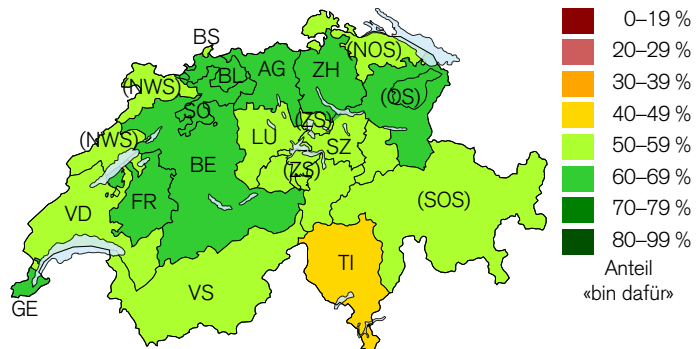 BS
(NOS)
0–19 %
20–29 %
30–39 %
40–49 %
50–59 %
60–69 %
70–79 %
80–99 %
Anteil
«bin dafür»
(NWS)
BL
AG
ZH
(OS)
SO
(ZS)
(NWS)
LU
SZ
BE
(ZS)
FR
(SOS)
VD
TI
VS
GE